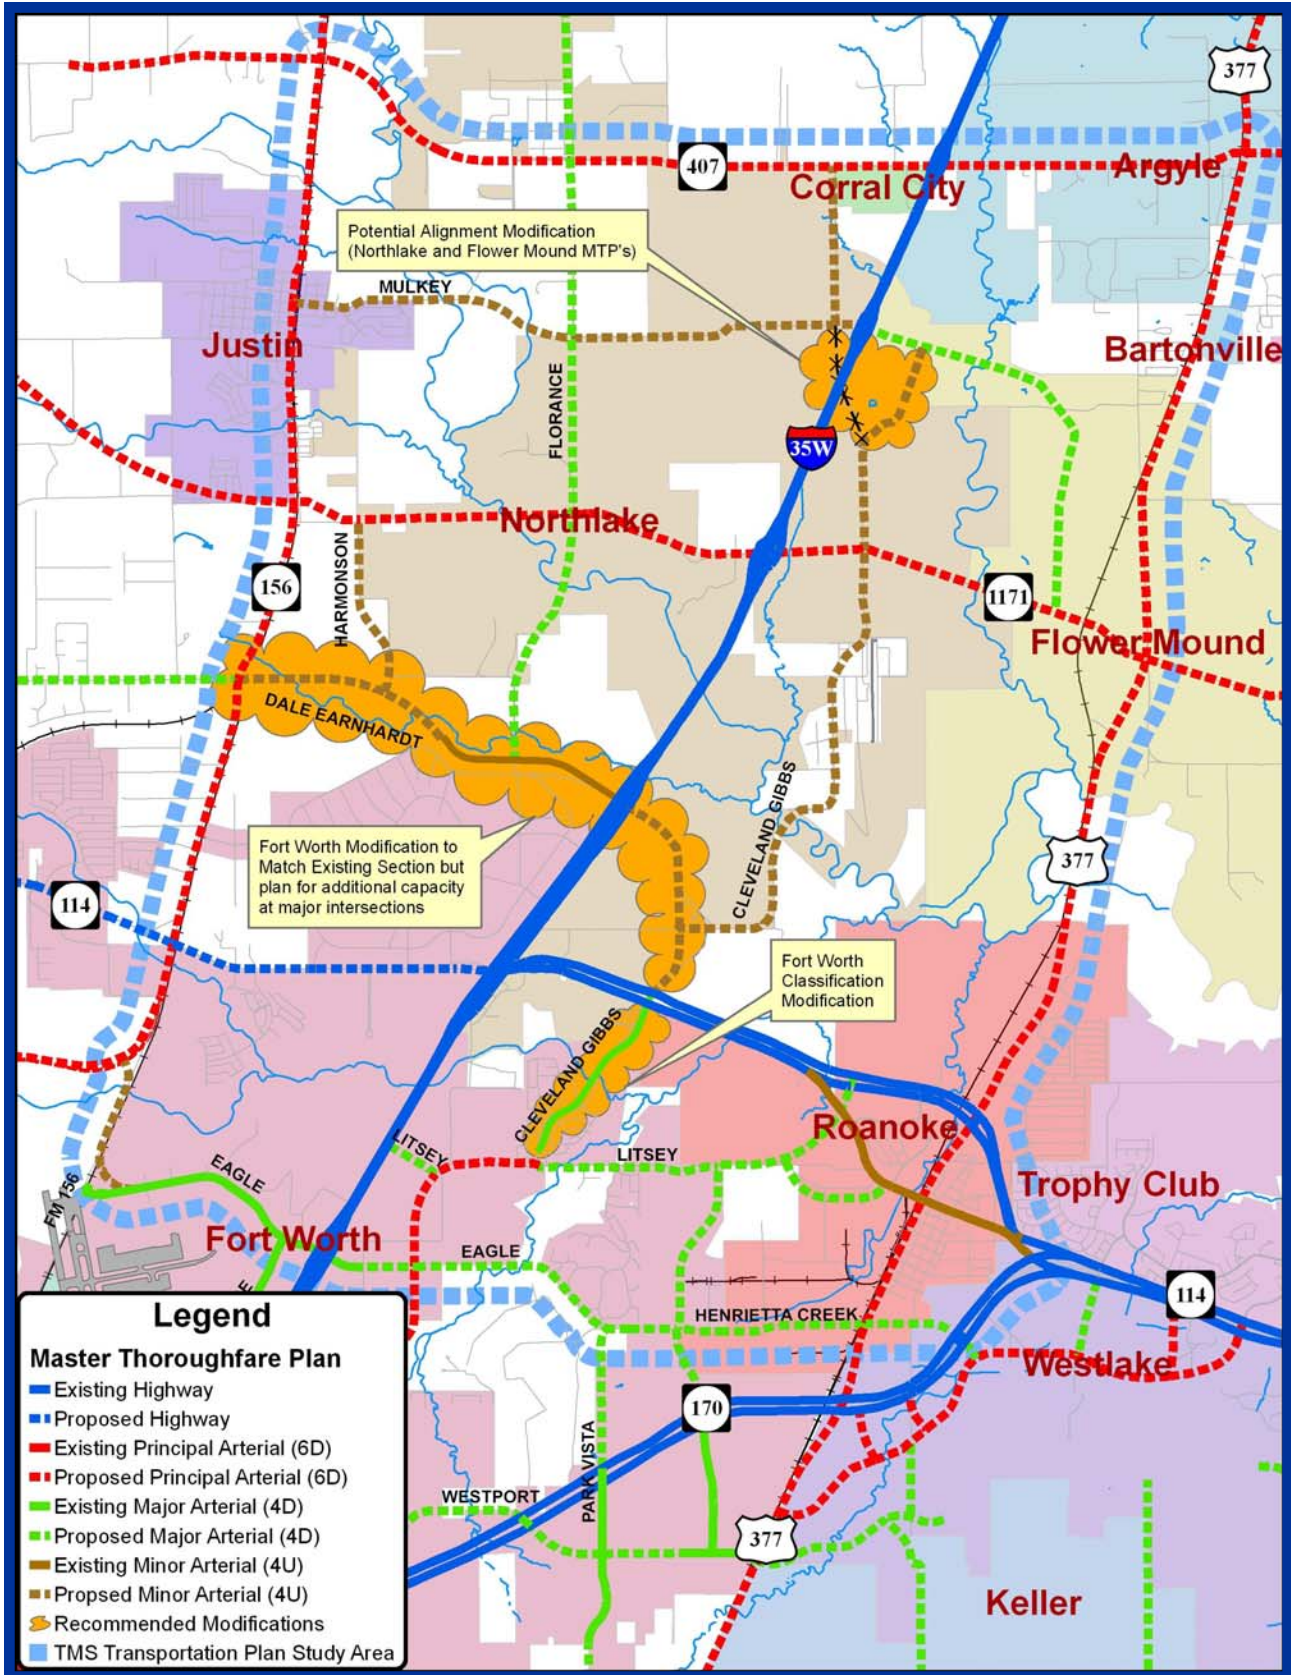 377
407
Corral City
Argyle
Potential Alignment Modification
(Northlake and Flower Mound MTP's)
MULKEY
Justin
Bartonville
FLORANCE
35W
Northlake
HARMONSON
156
1171
Flower Mound
DALE EARNHARDT
CLEVELAND GIBBS
Fort Worth Modification to
Match Existing Section but
plan for additional capacity
at major intersections
377
114
Fort Worth
Classification
Modification
CLEVELAND GIBBS
LITSEY
LITSEY
Roanoke
EAGLE
FM 156
Trophy Club
Fort Worth
EAGLE
E
114
HENRIETTA CREEK
Westlake
170
PARK VISTA
WESTPORT
377
Keller
Legend
Master Thoroughfare Plan
Existing Highway
Proposed Highway
Existing Principal Arterial (6D)
Proposed Principal Arterial (6D)
Existing Major Arterial (4D)
Proposed Major Arterial (4D)
Existing Minor Arterial (4U)
Propsed Minor Arterial (4U)
Recommended Modifications
TMS Transportation Plan Study Area